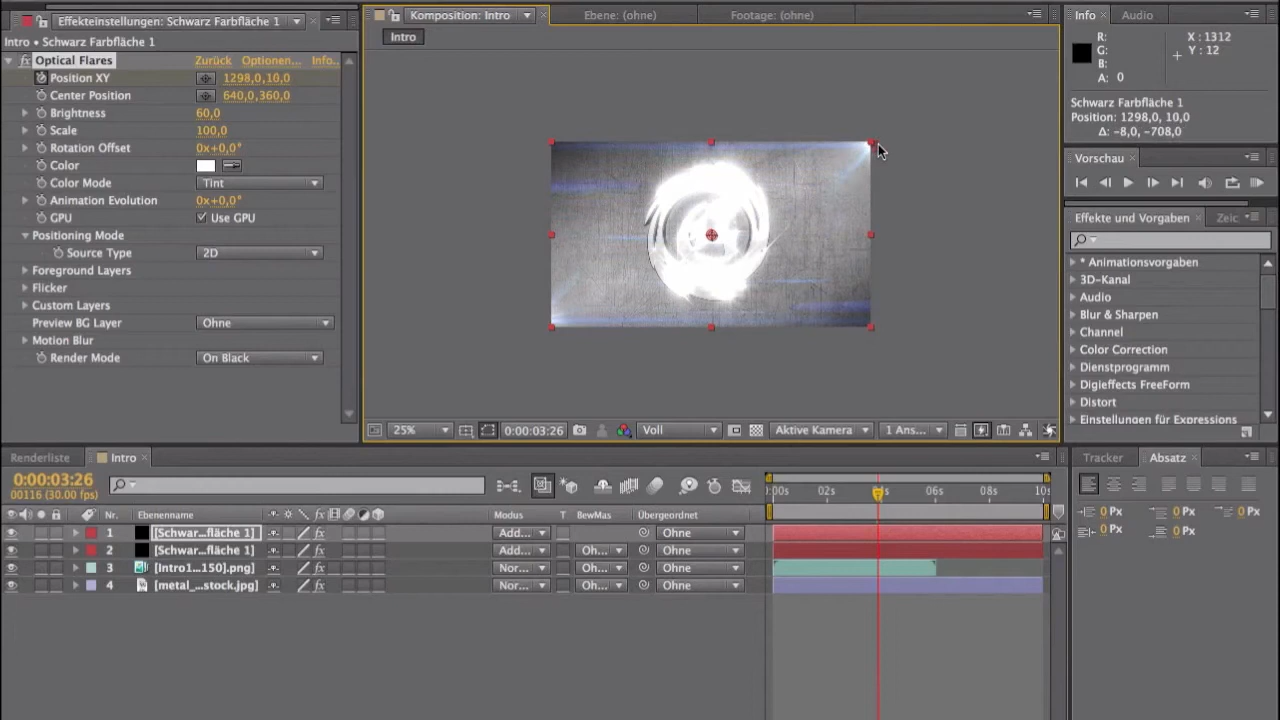 Effekteinstellungen: Schwarz Farbfläche 1
Intro • Schwarz Farbfläche 1
Optical Flares Zurück Optionen... Info..
Position XY 1298,0,10,0
Center Position 640,0,360,0
Brightness 60,0
Scale 100,0
Rotation Offset 0x+0,0°
Color
Color Mode Tint
Animation Evolution 0x+0,0°
GPU Use GPU
Positioning Mode
Source Type 2D
Foreground Layers
Flicker
Custom Layers
Preview BG Layer Ohne
Motion Blur
Render Mode On Black
Komposition: Intro Ebene: (ohne) Footage: (ohne)
Intro
25% 0:00:03:26 Voll Aktive Kamera 1 Ans...
Info Audio
R: X : 1312
G: Y : 12
B:
A: 0
Schwarz Farbfläche 1
Position: 1298,0, 10,0
Δ: -8,0, -708,0
Vorschau
Effekte und Vorgaben Zeic
* Animationsvorgaben
3D-Kanal
Audio
Blur & Sharpen
Channel
Color Correction
Dienstprogramm
Digieffects FreeForm
Distort
Einstellungen für Expressions
Renderliste Intro
0:00:03:26
00116 (30.00 fps)
:00s 02s 04s 06s 08s 10s
Nr. Ebenenname Modus T BewMas Übergeordnet
1 [Schwar...fläche 1] Add... Ohne
2 [Schwar...fläche 1] Add... Oh... Ohne
3 [Intro1...150].png] Nor... Oh... Ohne
4 [metal_...stock.jpg] Nor... Oh... Ohne
Tracker Absatz
0 Px 0 Px 0 Px
0 Px 0 Px